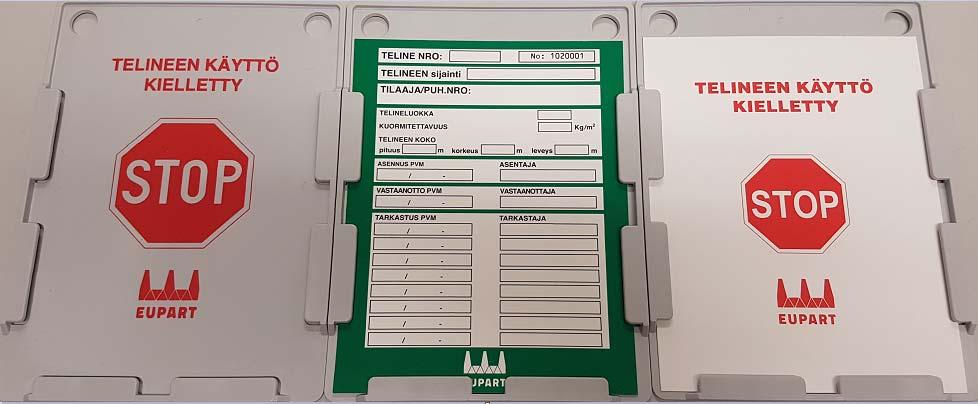 TELINEEN KÄYTTÖ
KIELLETTY
STOP
EUPART
TELINE NRO: No: 1020001
TELINEEN sijainti
TILAAJA/PUH.NRO:
TELINELUOKKA
KUORMITETTAVUUS Kg/m²
TELINEEN KOKO
pituus m korkeus m leveys m
ASENNUS PVM ASENTAJA
/ -
VASTAANOTTO PVM VASTAANOTTAJA
/ -
TARKASTUS PVM TARKASTAJA
/ -
/ -
/ -
/ -
/ -
/ -
/ -
/ -
UPART
TELINEEN KÄYTTÖ
KIELLETTY
STOP
EUPART